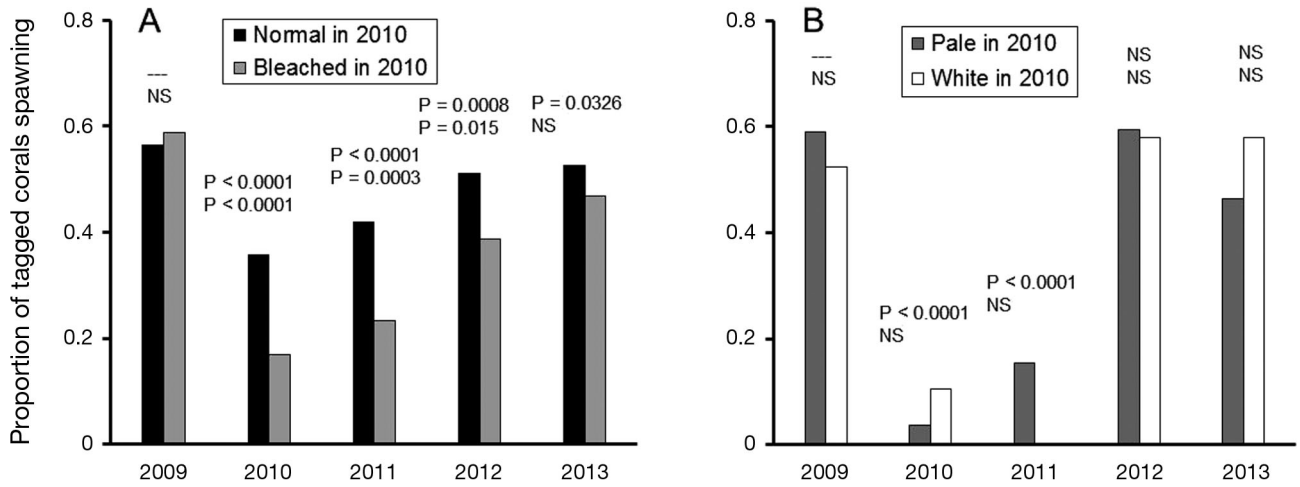 Proportion of tagged corals spawning
A
Normal in 2010
Bleached in 2010
0.8
0.6
0.4
0.2
0
---
NS
P < 0.0001
P < 0.0001
P < 0.0001
P = 0.0003
P = 0.0008
P = 0.015
P = 0.0326
NS
2009 2010 2011 2012 2013
B
Pale in 2010
White in 2010
0.8
0.6
0.4
0.2
0
---
NS
P < 0.0001
NS
P < 0.0001
NS
NS
NS
NS
NS
2009 2010 2011 2012 2013